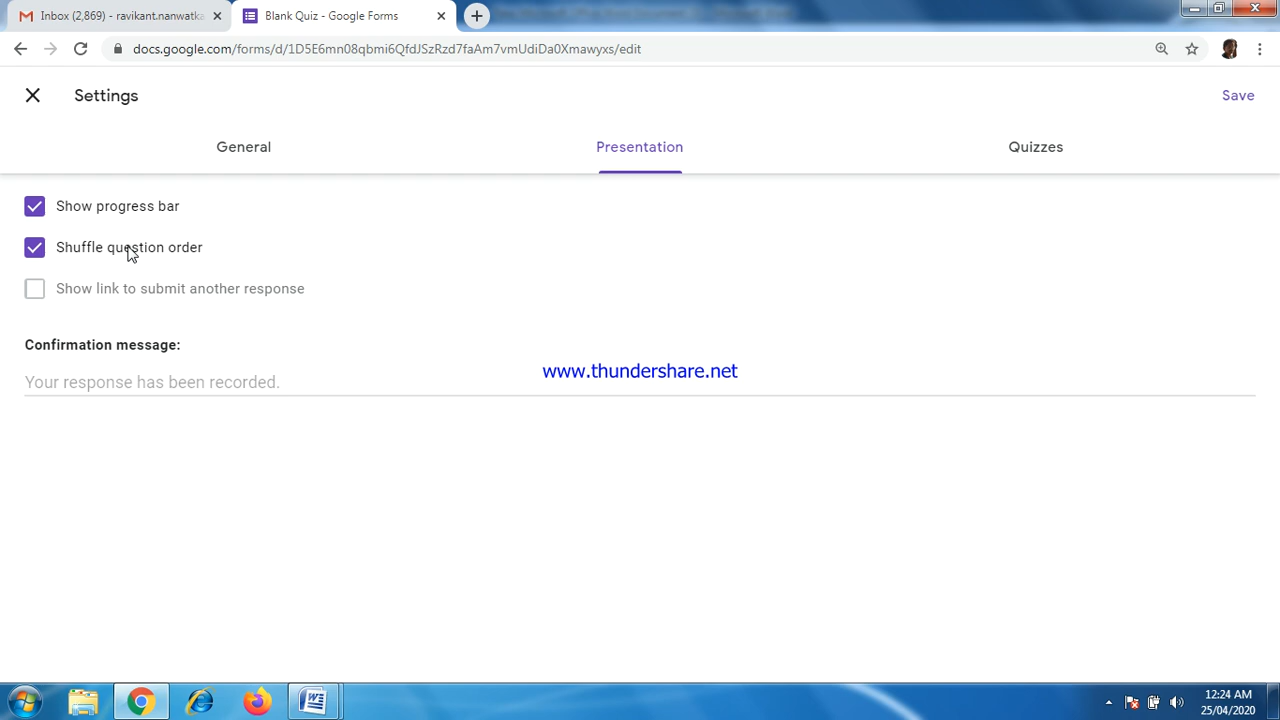 Inbox (2,869) - ravikant.nanwatka
Blank Quiz - Google Forms
docs.google.com/forms/d/1D5E6mn08qbmi6QfdJSzRzd7faAm7vmUdiDa0Xmawyxs/edit
Settings
Save
General
Presentation
Quizzes
Show progress bar
Shuffle question order
Show link to submit another response
Confirmation message:
Your response has been recorded.
www.thundershare.net
12:24 AM
25/04/2020